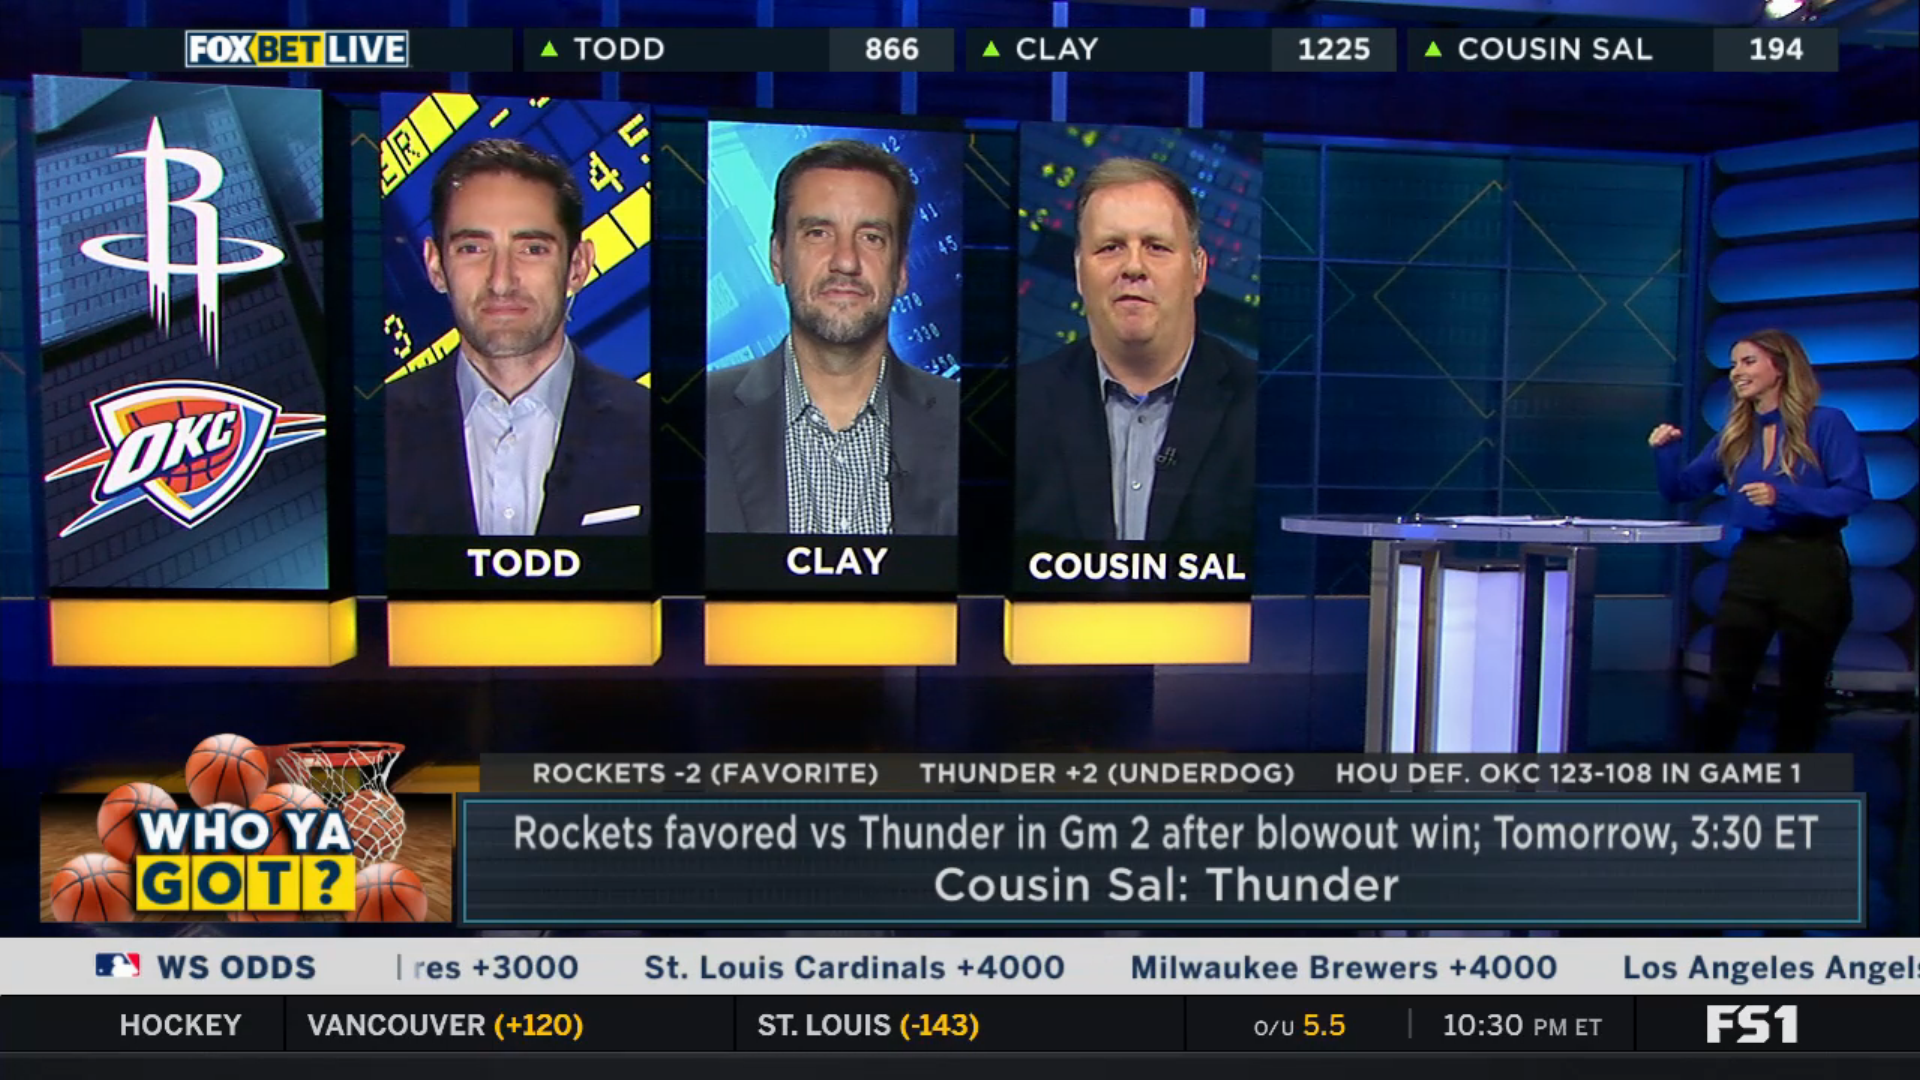 FOX BET LIVE
TODD 866
CLAY 1225
COUSIN SAL 194
R
OKC
TODD
CLAY
COUSIN SAL
ROCKETS -2 (FAVORITE) THUNDER +2 (UNDERDOG) HOU DEF. OKC 123-108 IN GAME 1
WHO YA
GOT?
Rockets favored vs Thunder in Gm 2 after blowout win; Tomorrow, 3:30 ET
Cousin Sal: Thunder
WS ODDS res +3000 St. Louis Cardinals +4000 Milwaukee Brewers +4000 Los Angeles Angels
HOCKEY VANCOUVER (+120) ST. LOUIS (-143) O/U 5.5 10:30 PM ET FS1